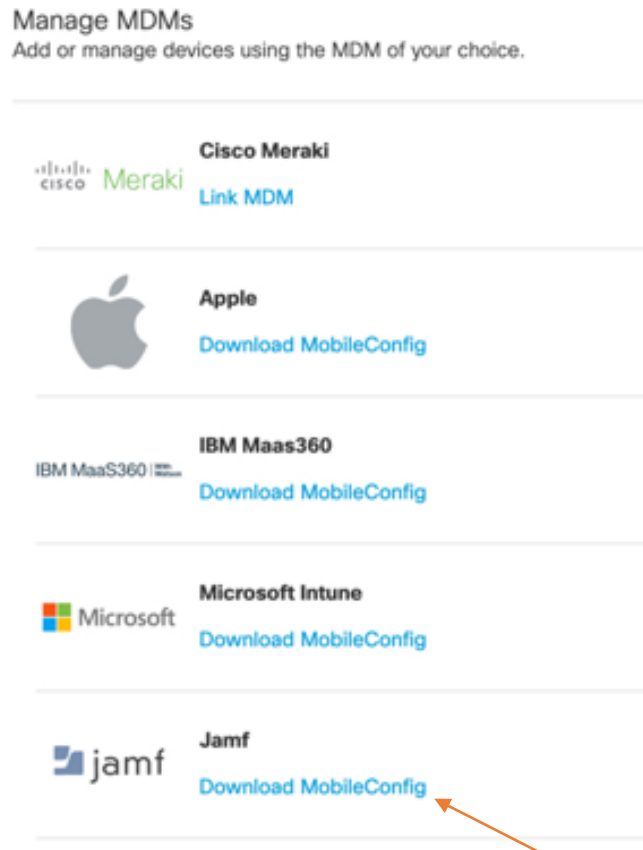 Manage MDMs
Add or manage devices using the MDM of your choice.
Cisco Meraki
cisco Meraki
Link MDM
Apple
Download MobileConfig
IBM Maas360
IBM MaaS360
Download MobileConfig
Microsoft Intune
Microsoft
Download MobileConfig
Jamf
jamf
Download MobileConfig